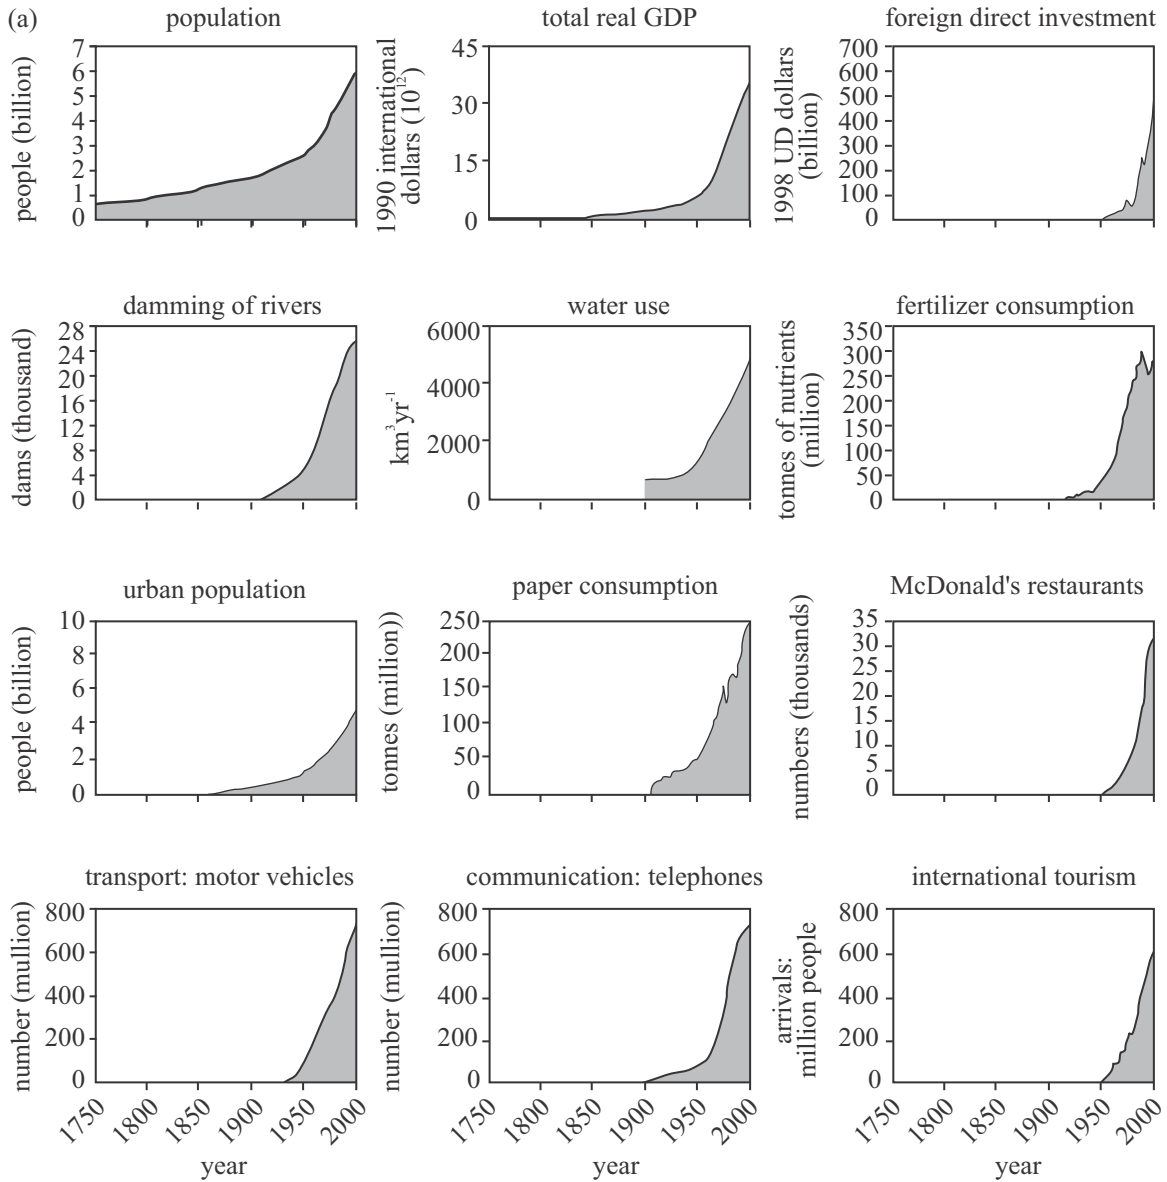 (a)
population
total real GDP
foreign direct investment
people (billion)
7
6
5
4
3
2
1
0
1990 international
dollars (10¹²)
45
30
15
0
1998 UD dollars
(billion)
700
600
500
400
300
200
100
0
damming of rivers
water use
fertilizer consumption
dams (thousand)
28
24
20
16
12
8
4
0
km³yr⁻¹
6000
4000
2000
0
tonnes of nutrients
(million)
350
300
250
200
150
100
50
0
urban population
paper consumption
McDonald's restaurants
people (billion)
10
8
6
4
2
0
tonnes (million))
250
200
150
100
50
0
numbers (thousands)
35
30
25
20
15
10
5
0
transport: motor vehicles
communication: telephones
international tourism
number (mullion)
800
600
400
200
0
number (mullion)
800
600
400
200
0
arrivals:
million people
800
600
400
200
0
1750 1800 1850 1900 1950 2000
1750 1800 1850 1900 1950 2000
1750 1800 1850 1900 1950 2000
year
year
year